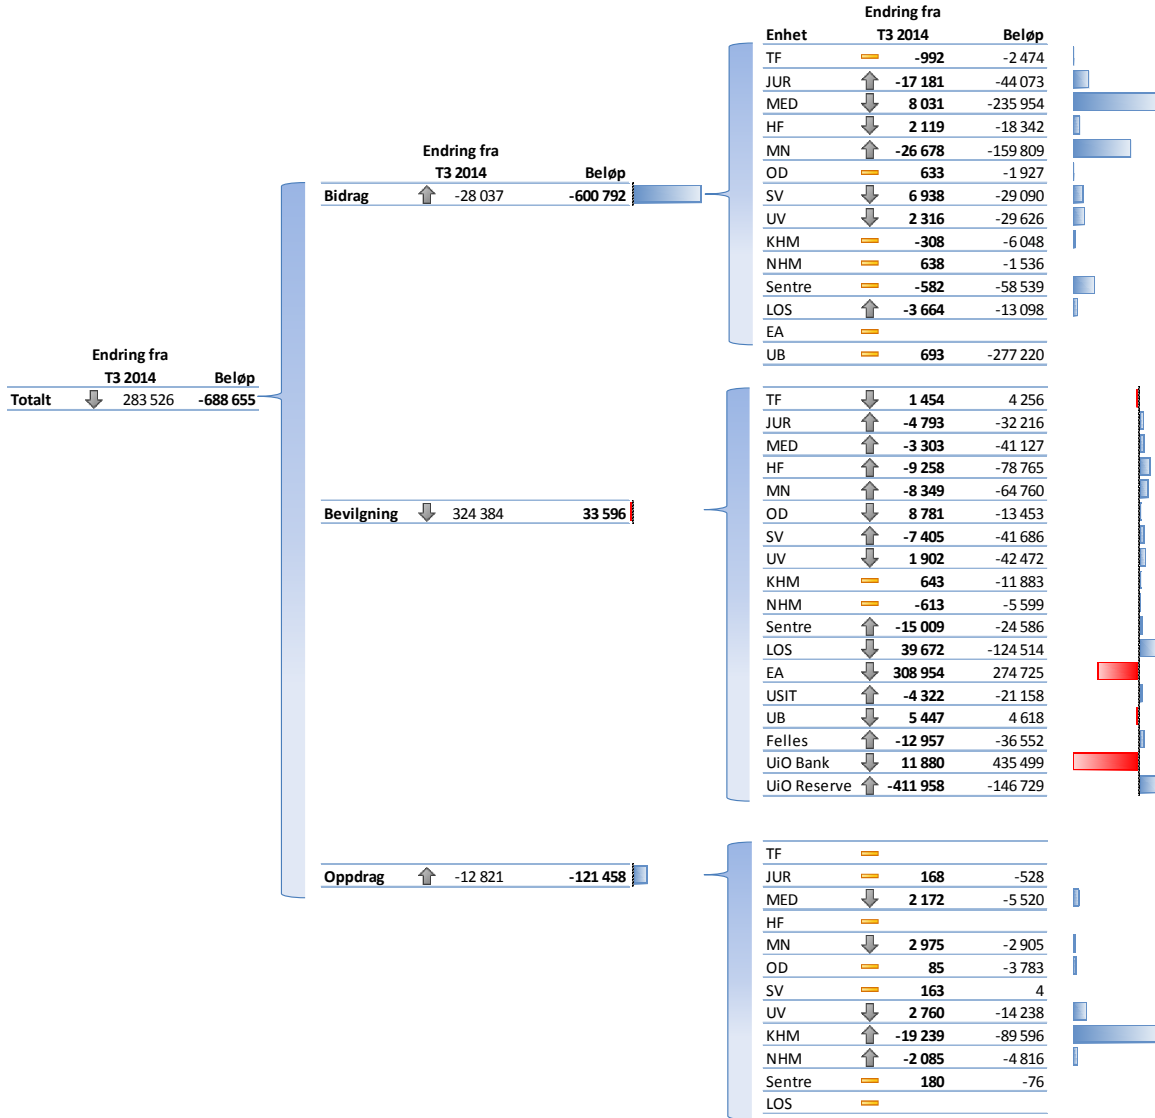 Endring fra
Enhet T3 2014 Beløp
TF -992 -2 474
JUR -17 181 -44 073
MED 8 031 -235 954
HF 2 119 -18 342
MN -26 678 -159 809
OD 633 -1 927
SV 6 938 -29 090
UV 2 316 -29 626
KHM -308 -6 048
NHM 638 -1 536
Sentre -582 -58 539
LOS -3 664 -13 098
EA
UB 693 -277 220
Endring fra
T3 2014 Beløp
Bidrag -28 037 -600 792
Endring fra
T3 2014 Beløp
Totalt 283 526 -688 655
TF 1 454 4 256
JUR -4 793 -32 216
MED -3 303 -41 127
HF -9 258 -78 765
MN -8 349 -64 760
Bevilgning 324 384 33 596
OD 8 781 -13 453
SV -7 405 -41 686
UV 1 902 -42 472
KHM 643 -11 883
NHM -613 -5 599
Sentre -15 009 -24 586
LOS 39 672 -124 514
EA 308 954 274 725
USIT -4 322 -21 158
UB 5 447 4 618
Felles -12 957 -36 552
UiO Bank 11 880 435 499
UiO Reserve -411 958 -146 729
TF
Oppdrag -12 821 -121 458
JUR 168 -528
MED 2 172 -5 520
HF
MN 2 975 -2 905
OD 85 -3 783
SV 163 4
UV 2 760 -14 238
KHM -19 239 -89 596
NHM -2 085 -4 816
Sentre 180 -76
LOS